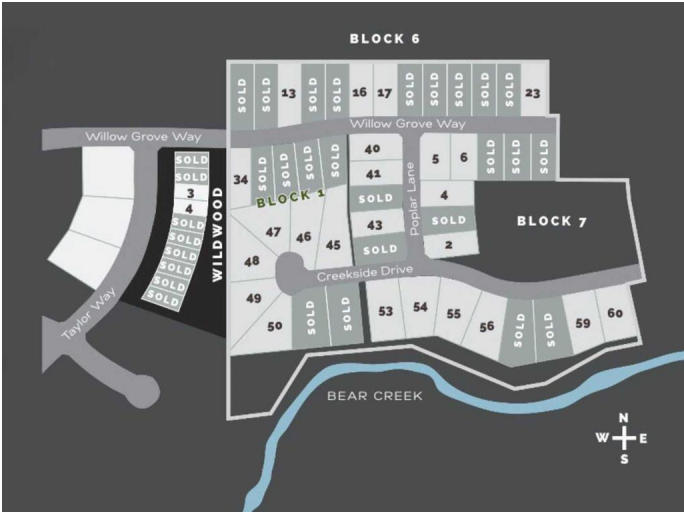 BLOCK 6
SOLD SOLD 13 SOLD SOLD 16 17 SOLD SOLD SOLD SOLD SOLD 23
Willow Grove Way
Willow Grove Way
34 SOLD SOLD SOLD SOLD
BLOCK 1
40
41
SOLD
43
SOLD
Poplar Lane
5 6 SOLD SOLD SOLD
4
SOLD
2
BLOCK 7
SOLD
SOLD
3
4
SOLD
SOLD
SOLD
SOLD
SOLD
SOLD
WILDWOOD
47 46 45
48
49
50
SOLD SOLD
Creekside Drive
53 54 55 56 SOLD SOLD 59 60
Taylor Way
BEAR CREEK
N
W E
S